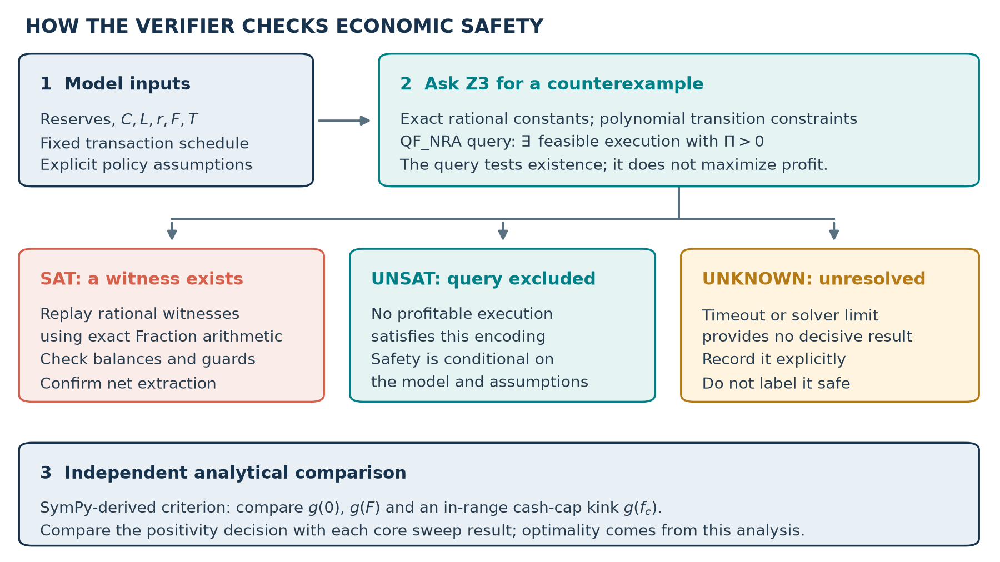 HOW THE VERIFIER CHECKS ECONOMIC SAFETY
1 Model inputs
Reserves, C, L, r, F, T
Fixed transaction schedule
Explicit policy assumptions
2 Ask Z3 for a counterexample
Exact rational constants; polynomial transition constraints
QF_NRA query: ∃ feasible execution with Π > 0
The query tests existence; it does not maximize profit.
SAT: a witness exists
Replay rational witnesses
using exact Fraction arithmetic
Check balances and guards
Confirm net extraction
UNSAT: query excluded
No profitable execution
satisfies this encoding
Safety is conditional on
the model and assumptions
UNKNOWN: unresolved
Timeout or solver limit
provides no decisive result
Record it explicitly
Do not label it safe
3 Independent analytical comparison
SymPy-derived criterion: compare g(0), g(F) and an in-range cash-cap kink g(f_c).
Compare the positivity decision with each core sweep result; optimality comes from this analysis.